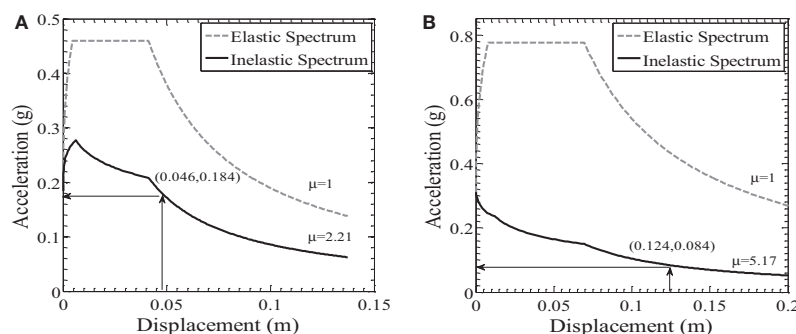 A
0.5
0.4
0.3
0.2
0.1
0
Acceleration (g)
Elastic Spectrum
Inelastic Spectrum
(0.046,0.184)
μ=1
μ=2.21
0
0.05
0.1
0.15
Displacement (m)
B
0.8
0.6
0.4
0.2
0
Acceleration (g)
Elastic Spectrum
Inelastic Spectrum
μ=1
(0.124,0.084)
μ=5.17
0
0.05
0.1
0.15
0.2
Displacement (m)